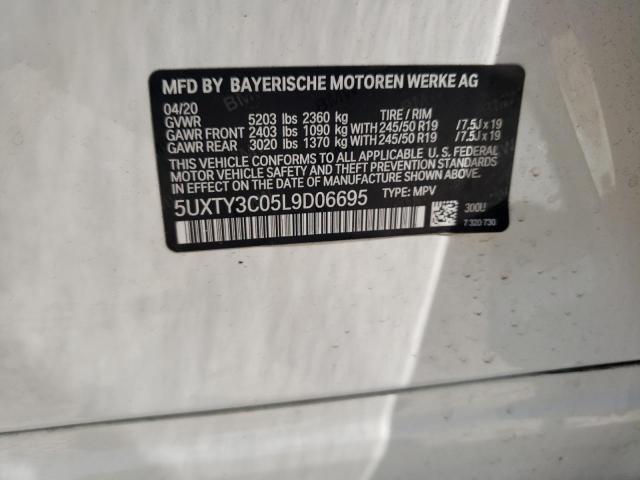 MFD BY BAYERISCHE MOTOREN WERKE AG
04/20 TIRE / RIM
GVWR 5203 lbs 2360 kg
GAWR FRONT 2403 lbs 1090 kg WITH 245/50 R19 / 7.5J x 19
GAWR REAR 3020 lbs 1370 kg WITH 245/50 R19 / 7.5J x 19
THIS VEHICLE CONFORMS TO ALL APPLICABLE U. S. FEDERAL
MOTOR VEHICLE SAFETY AND THEFT PREVENTION STANDARDS
IN EFFECT ON THE DATE OF MANUFACTURE SHOWN ABOVE.
5UXTY3C05L9D06695 TYPE: MPV
300U
7 320 730